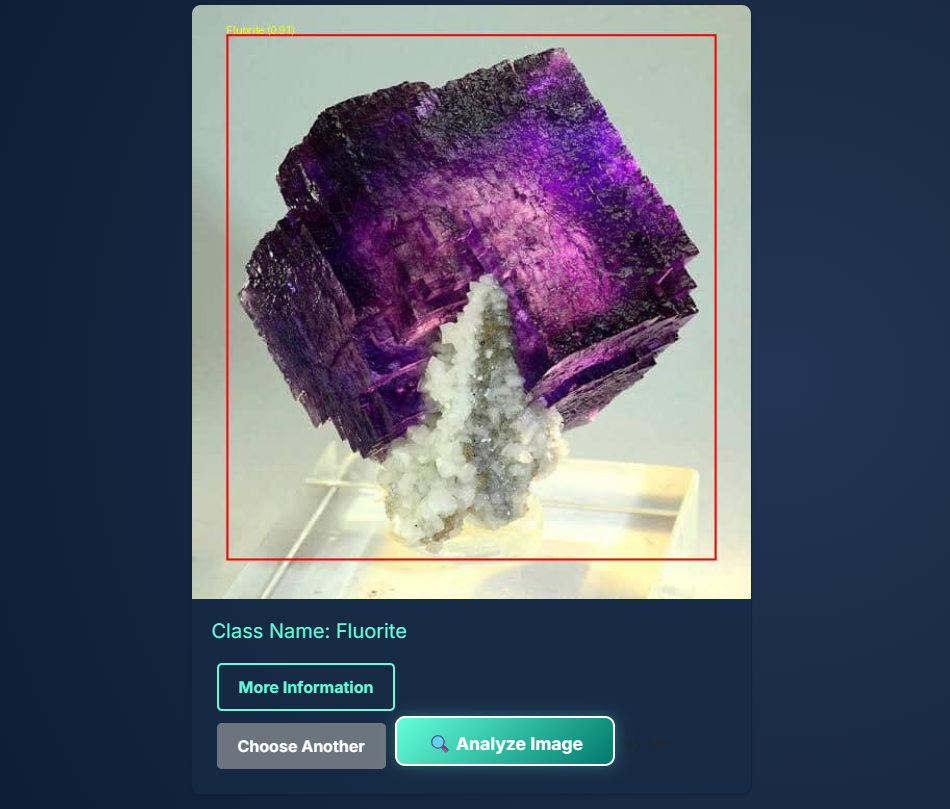 Fluorite (0.91)
Class Name: Fluorite
More Information
Choose Another
🔍 Analyze Image